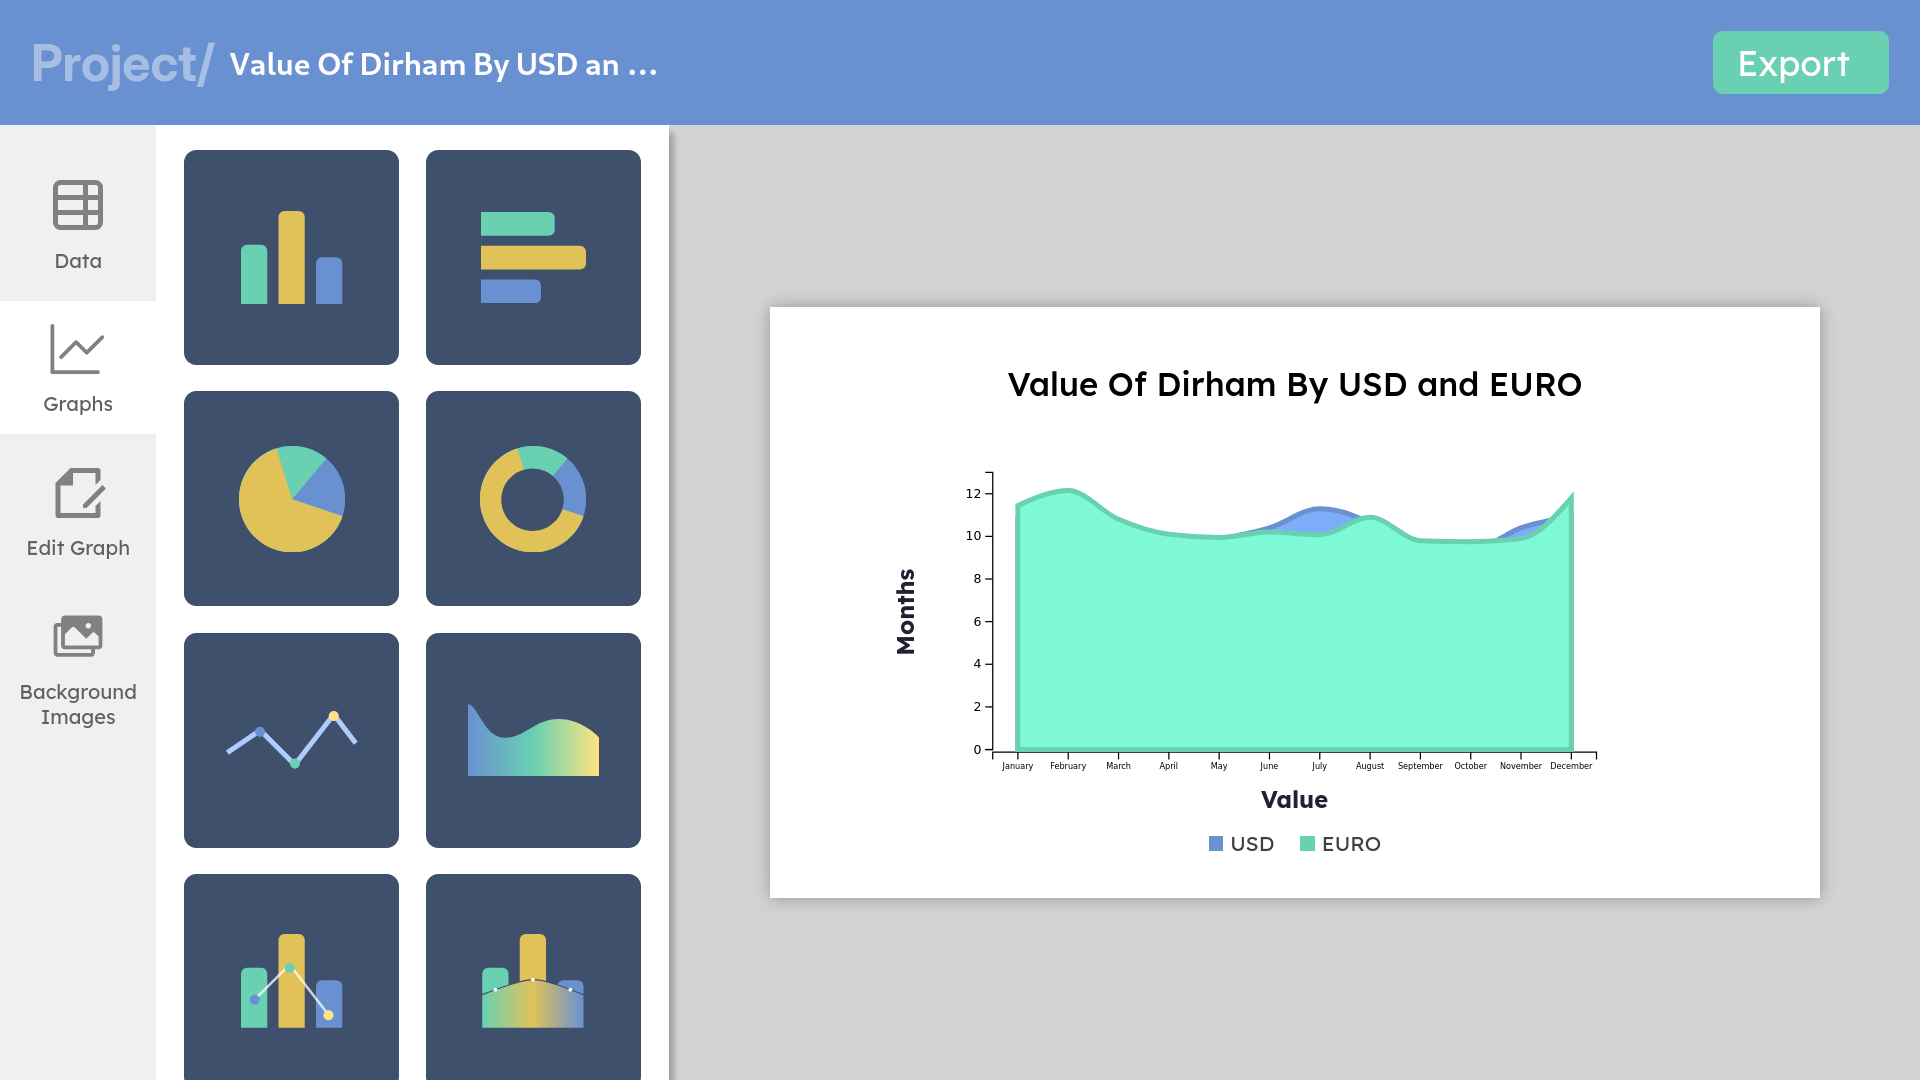 Project/ Value Of Dirham By USD an ...
Export
Data
Graphs
Edit Graph
Background
Images
Value Of Dirham By USD and EURO
Months
12
10
8
6
4
2
0
January February March April May June July August September October November December
Value
USD EURO